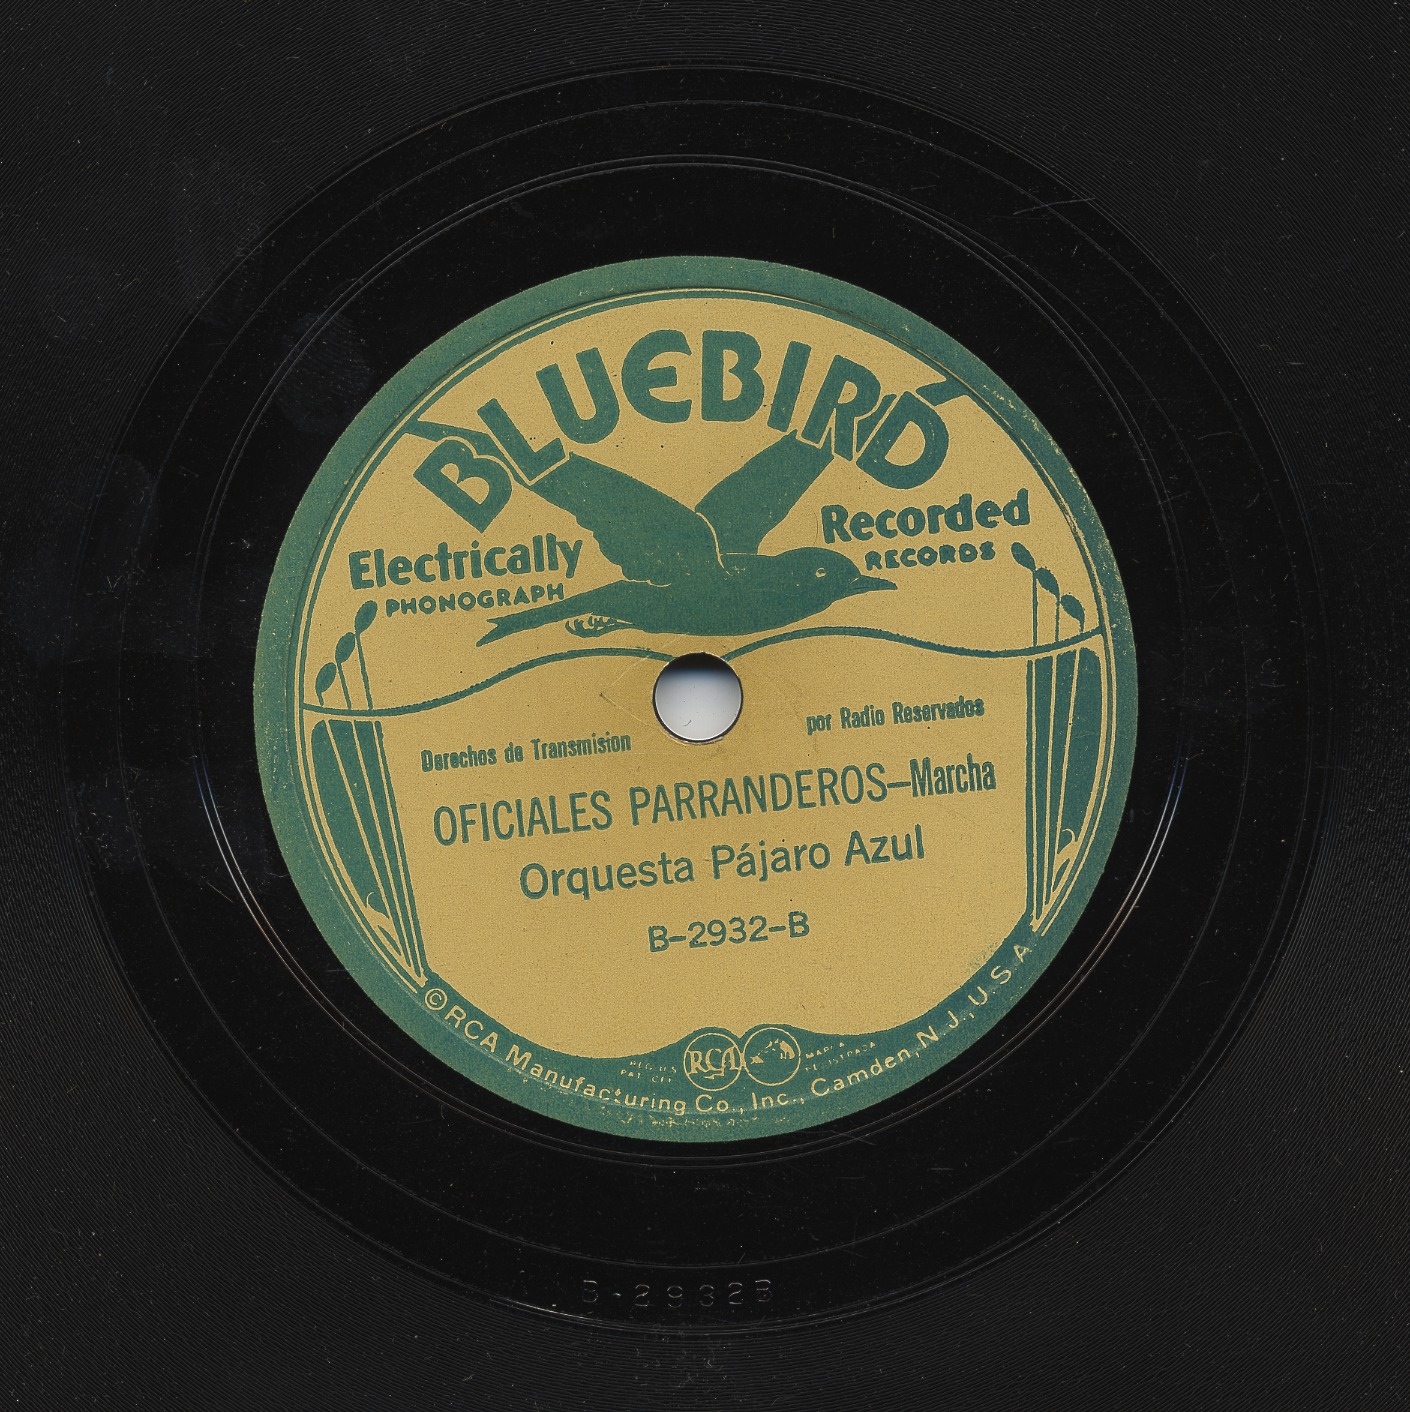 BLUEBIRD
Electrically Recorded
PHONOGRAPH RECORDS
Derechos de Transmision por Radio Reservados
OFICIALES PARRANDEROS—Marcha
Orquesta Pájaro Azul
B-2932-B
RCA
© RCA Manufacturing Co., Inc., Camden, N.J., U.S.A.
B-2932B